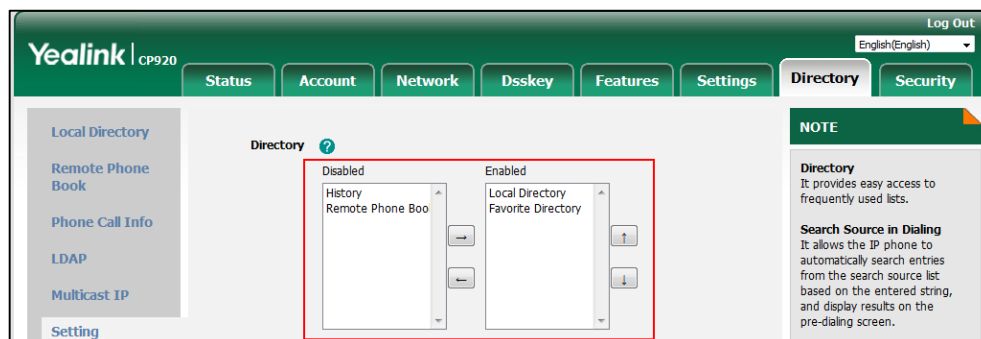 Log Out
Yealink CP920
English(English)
Status Account Network Dsskey Features Settings Directory Security
Local Directory
Remote Phone
Book
Phone Call Info
LDAP
Multicast IP
Setting
Directory ?
Disabled
History
Remote Phone Boo
→
←
Enabled
Local Directory
Favorite Directory
↑
↓
NOTE
Directory
It provides easy access to
frequently used lists.
Search Source in Dialing
It allows the IP phone to
automatically search entries
from the search source list
based on the entered string,
and display results on the
pre-dialing screen.